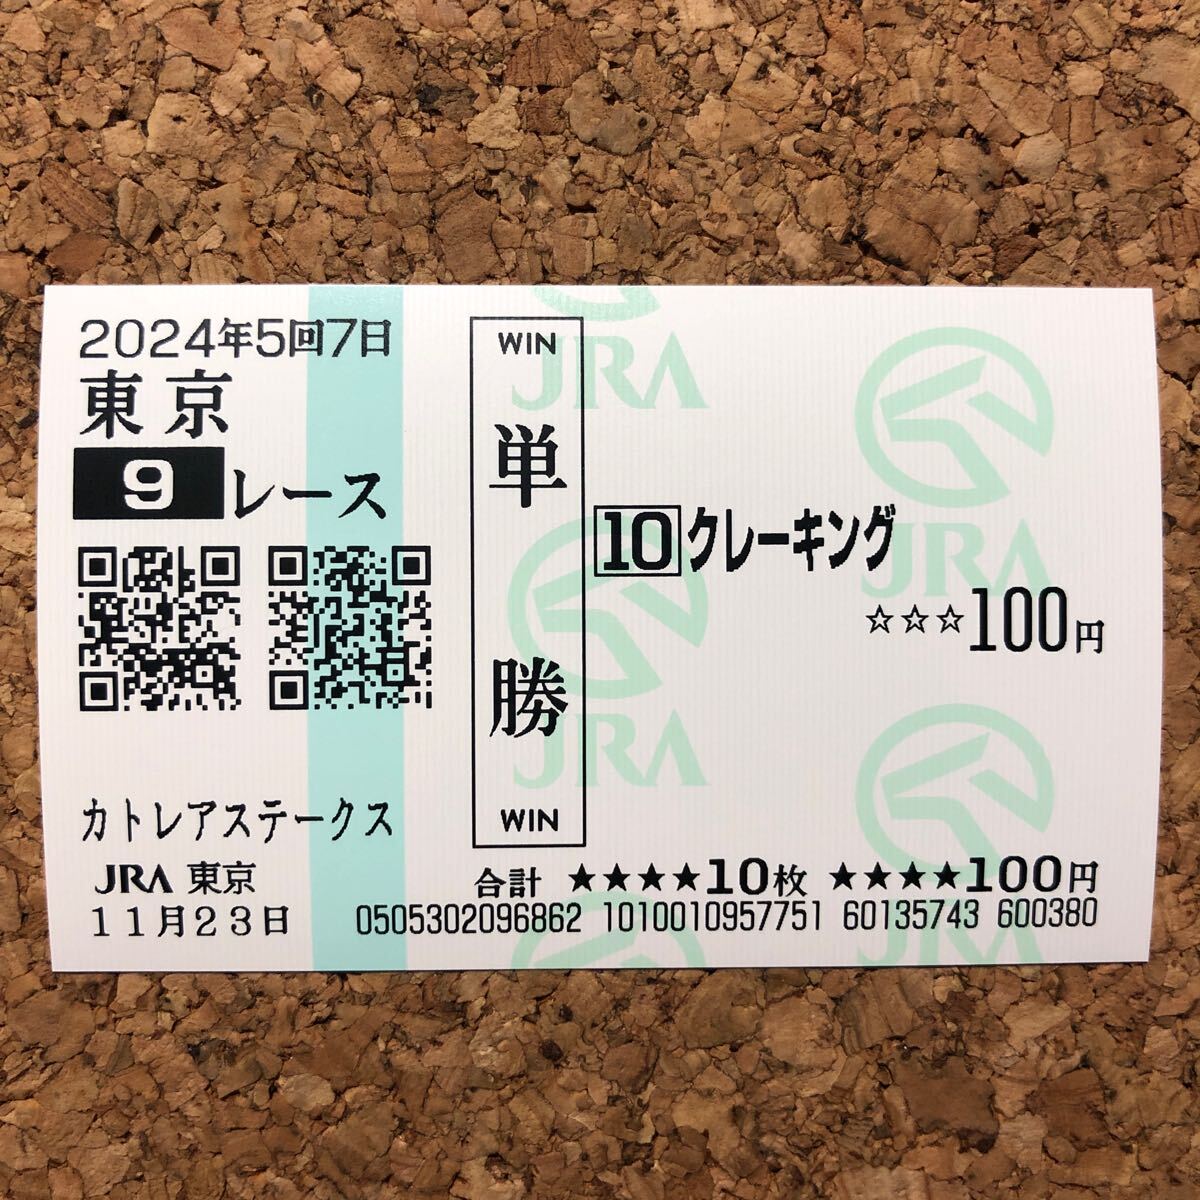 2024年5回7日
東京
9レース
カトレアステークス
JRA 東京
11月23日
WIN
単勝
WIN
10クレーキング
☆☆☆100円
合計 ★★★★10枚 ★★★★100円
0505302096862 1010010957751 60135743 600380
JRA
JRA
JRA